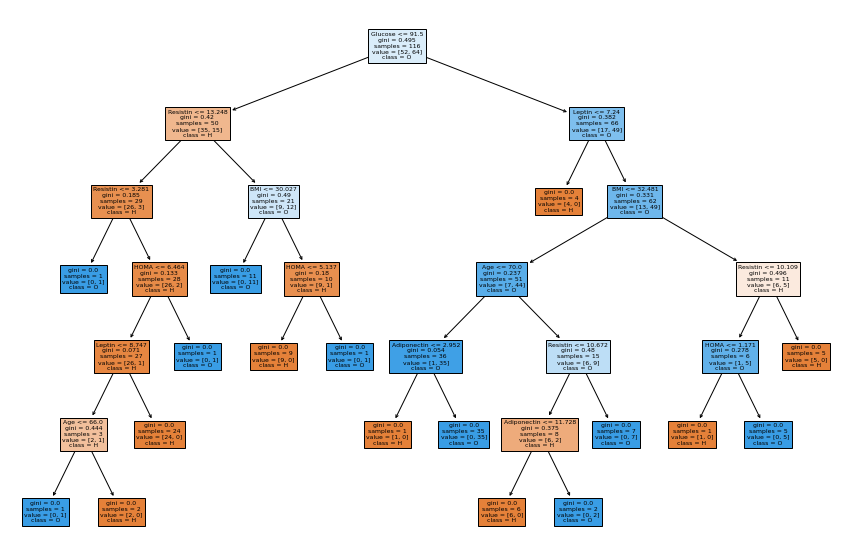 Glucose <= 91.5
gini = 0.495
samples = 116
value = [52, 64]
class = O
Resistin <= 13.248
gini = 0.42
samples = 50
value = [35, 15]
class = H
Leptin <= 7.24
gini = 0.382
samples = 66
value = [17, 49]
class = O
Resistin <= 3.281
gini = 0.185
samples = 29
value = [26, 3]
class = H
BMI <= 30.027
gini = 0.49
samples = 21
value = [9, 12]
class = O
gini = 0.0
samples = 4
value = [4, 0]
class = H
BMI <= 32.481
gini = 0.331
samples = 62
value = [13, 49]
class = O
gini = 0.0
samples = 1
value = [0, 1]
class = O
HOMA <= 6.464
gini = 0.133
samples = 28
value = [26, 2]
class = H
gini = 0.0
samples = 11
value = [0, 11]
class = O
HOMA <= 5.137
gini = 0.18
samples = 10
value = [9, 1]
class = H
Age <= 70.0
gini = 0.237
samples = 51
value = [7, 44]
class = O
Resistin <= 10.109
gini = 0.496
samples = 11
value = [6, 5]
class = H
Leptin <= 8.747
gini = 0.071
samples = 27
value = [26, 1]
class = H
gini = 0.0
samples = 1
value = [0, 1]
class = O
gini = 0.0
samples = 9
value = [9, 0]
class = H
gini = 0.0
samples = 1
value = [0, 1]
class = O
Adiponectin <= 2.952
gini = 0.054
samples = 36
value = [1, 35]
class = O
Resistin <= 10.672
gini = 0.48
samples = 15
value = [6, 9]
class = O
HOMA <= 1.171
gini = 0.278
samples = 6
value = [1, 5]
class = O
gini = 0.0
samples = 5
value = [5, 0]
class = H
Age <= 66.0
gini = 0.444
samples = 3
value = [2, 1]
class = H
gini = 0.0
samples = 24
value = [24, 0]
class = H
gini = 0.0
samples = 1
value = [1, 0]
class = H
gini = 0.0
samples = 35
value = [0, 35]
class = O
Adiponectin <= 11.728
gini = 0.375
samples = 8
value = [6, 2]
class = H
gini = 0.0
samples = 7
value = [0, 7]
class = O
gini = 0.0
samples = 1
value = [1, 0]
class = H
gini = 0.0
samples = 5
value = [0, 5]
class = O
gini = 0.0
samples = 1
value = [0, 1]
class = O
gini = 0.0
samples = 2
value = [2, 0]
class = H
gini = 0.0
samples = 6
value = [6, 0]
class = H
gini = 0.0
samples = 2
value = [0, 2]
class = O